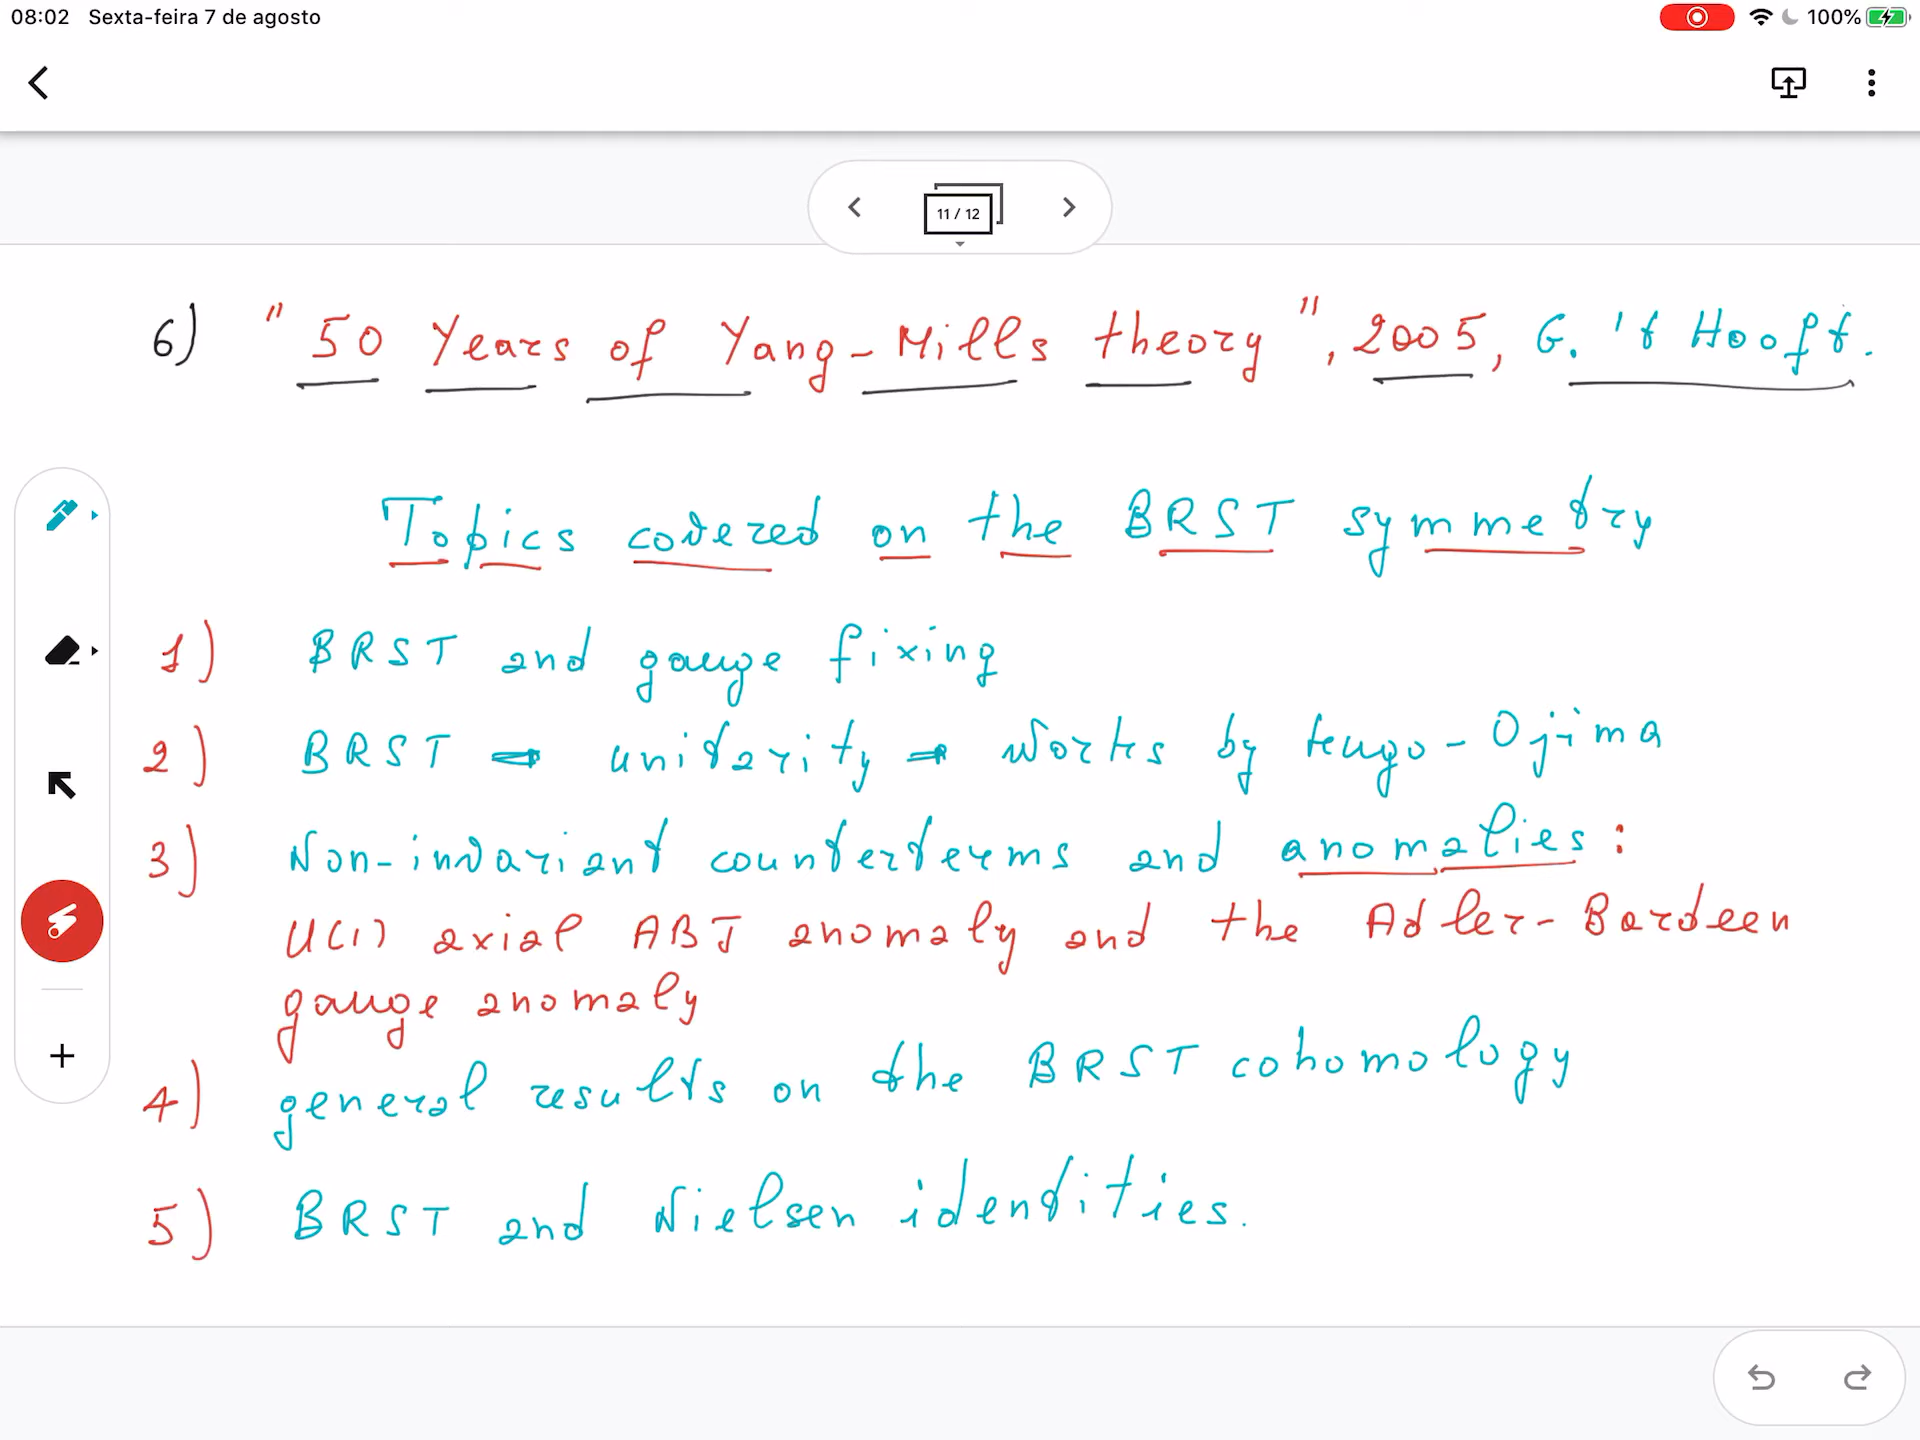 08:02 Sexta-feira 7 de agosto 100%
11 / 12
6) "50 Years of Yang-Mills theory", 2005, G. 't Hooft.
Topics covered on the BRST symmetry
1) BRST and gauge fixing
2) BRST → unitarity → works by kugo-Ojima
3) Non-invariant counterterms and anomalies:
U(1) axial ABJ anomaly and the Adler-Bardeen
gauge anomaly
4) general results on the BRST cohomology
5) BRST and Nielsen identities.